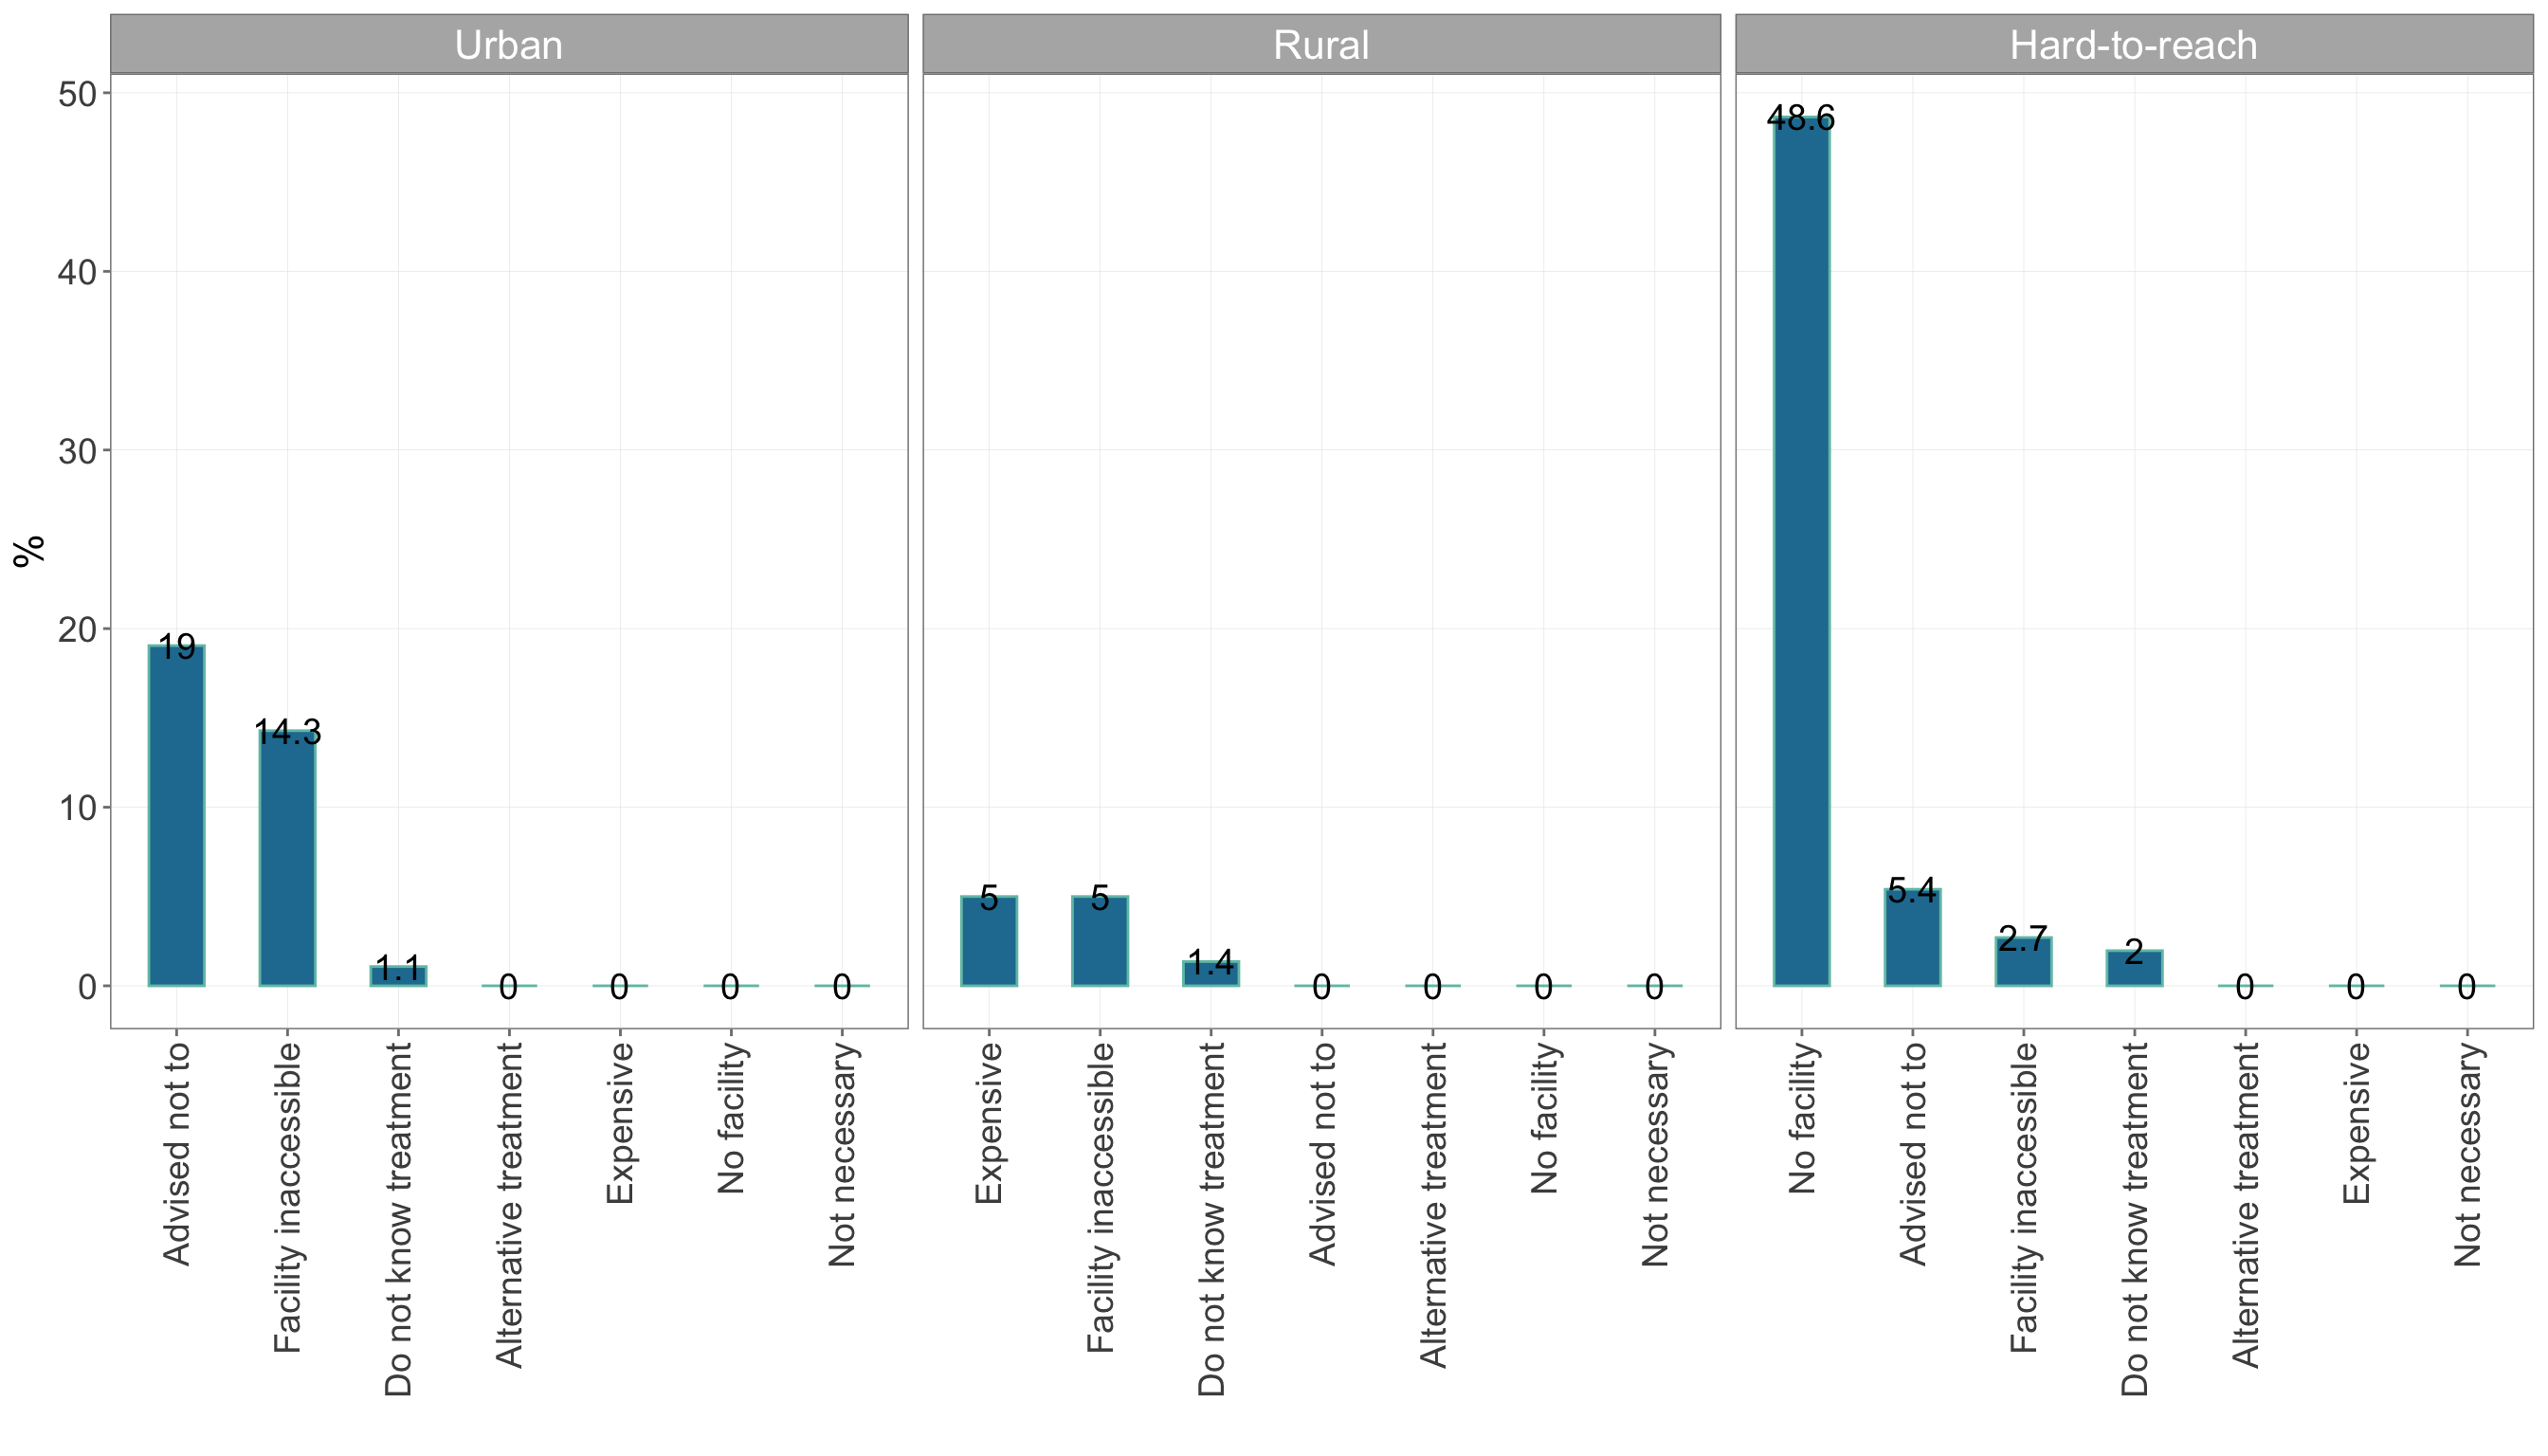 Urban
Rural
Hard-to-reach
%
50
40
30
20
10
0
19
14.3
1.1
0
0
0
0
5
5
1.4
0
0
0
0
48.6
5.4
2.7
2
0
0
0
Advised not to
Facility inaccessible
Do not know treatment
Alternative treatment
Expensive
No facility
Not necessary
Expensive
Facility inaccessible
Do not know treatment
Advised not to
Alternative treatment
No facility
Not necessary
No facility
Advised not to
Facility inaccessible
Do not know treatment
Alternative treatment
Expensive
Not necessary